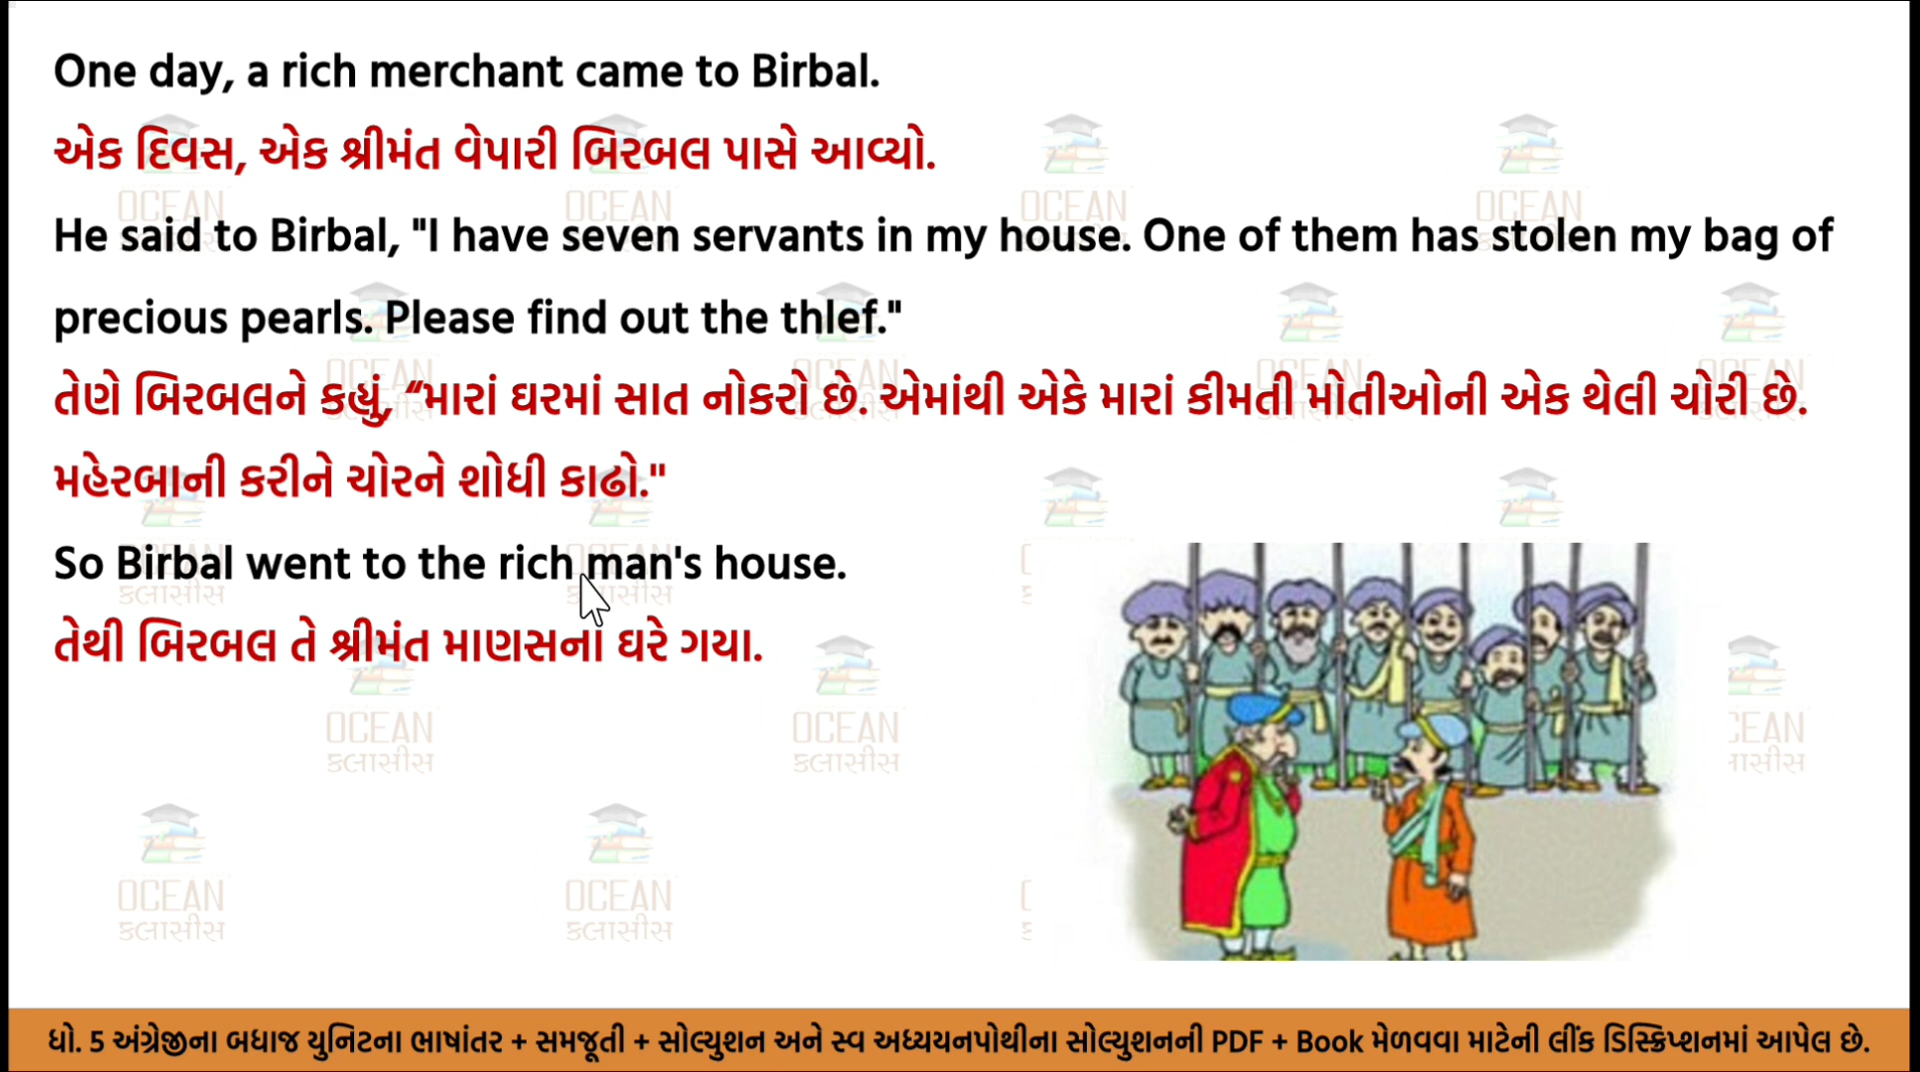 One day, a rich merchant came to Birbal.
એક દિવસ, એક શ્રીમંત વેપારી બિરબલ પાસે આવ્યો.
He said to Birbal, "I have seven servants in my house. One of them has stolen my bag of
precious pearls. Please find out the thlef."
તેણે બિરબલને કહ્યું, “મારાં ઘરમાં સાત નોકરો છે. એમાંથી એકે મારાં કીમતી મોતીઓની એક થેલી ચોરી છે.
મહેરબાની કરીને ચોરને શોધી કાઢો."
So Birbal went to the rich man's house.
તેથી બિરબલ તે શ્રીમંત માણસનાં ઘરે ગયા.
OCEAN
ક્લાસીસ
ધો. 5 અંગ્રેજીના બધાજ યુનિટના ભાષાંતર + સમજૂતી + સોલ્યુશન અને સ્વ અધ્યયનપોથીના સોલ્યુશનની PDF + Book મેળવવા માટેની લીંક ડિસ્ક્રિપ્શનમાં આપેલ છે.